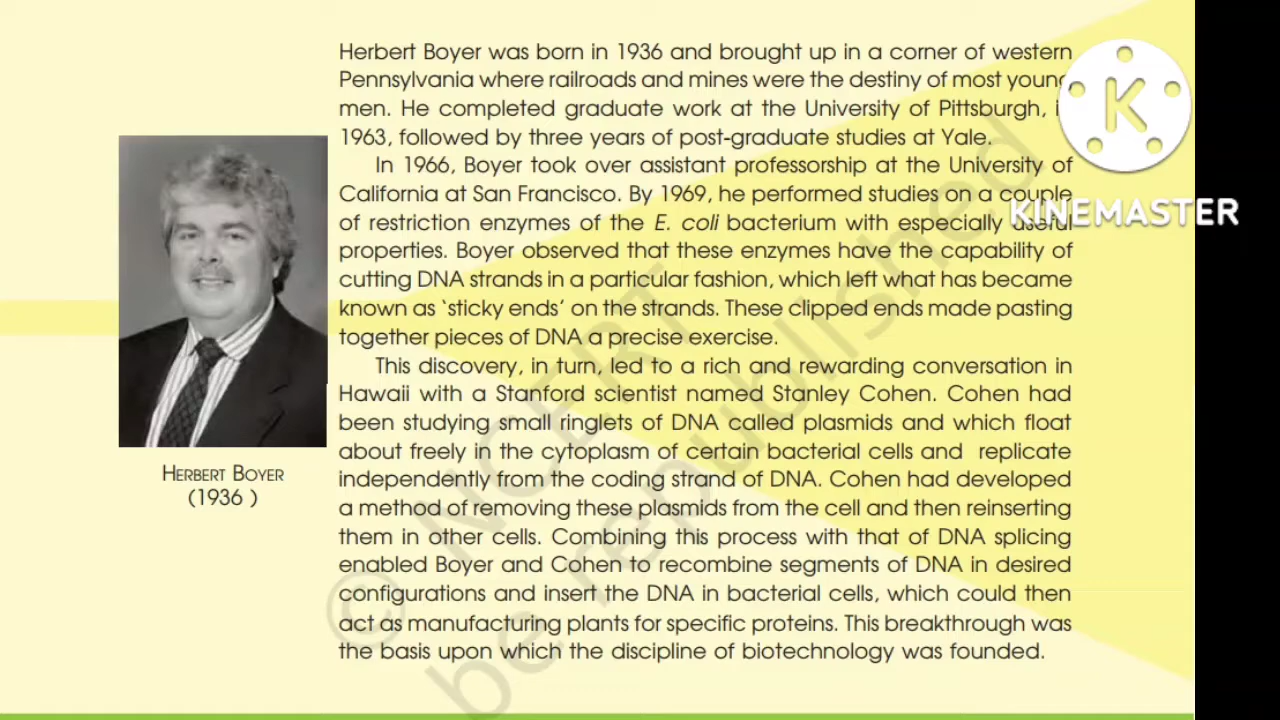 Herbert Boyer was born in 1936 and brought up in a corner of western
Pennsylvania where railroads and mines were the destiny of most young
men. He completed graduate work at the University of Pittsburgh, i
1963, followed by three years of post-graduate studies at Yale.
In 1966, Boyer took over assistant professorship at the University of
California at San Francisco. By 1969, he performed studies on a couple
of restriction enzymes of the E. coli bacterium with especially useful
properties. Boyer observed that these enzymes have the capability of
cutting DNA strands in a particular fashion, which left what has became
known as ‘sticky ends’ on the strands. These clipped ends made pasting
together pieces of DNA a precise exercise.
This discovery, in turn, led to a rich and rewarding conversation in
Hawaii with a Stanford scientist named Stanley Cohen. Cohen had
been studying small ringlets of DNA called plasmids and which float
about freely in the cytoplasm of certain bacterial cells and replicate
independently from the coding strand of DNA. Cohen had developed
a method of removing these plasmids from the cell and then reinserting
them in other cells. Combining this process with that of DNA splicing
enabled Boyer and Cohen to recombine segments of DNA in desired
configurations and insert the DNA in bacterial cells, which could then
act as manufacturing plants for specific proteins. This breakthrough was
the basis upon which the discipline of biotechnology was founded.
HERBERT BOYER
(1936 )
K
KINEMASTER
© NCERT
be republished